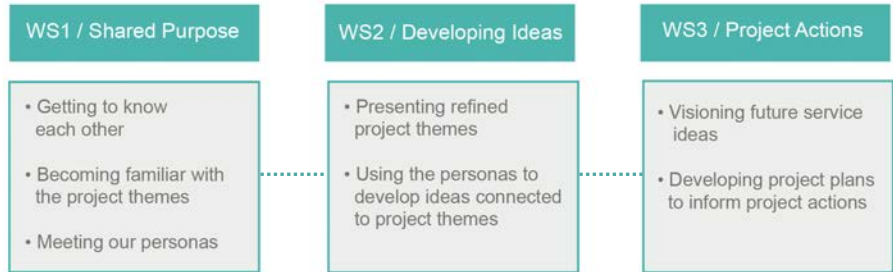 WS1 / Shared Purpose
• Getting to know
each other
• Becoming familiar with
the project themes
• Meeting our personas
WS2 / Developing Ideas
• Presenting refined
project themes
• Using the personas to
develop ideas connected
to project themes
WS3 / Project Actions
• Visioning future service
ideas
• Developing project plans
to inform project actions